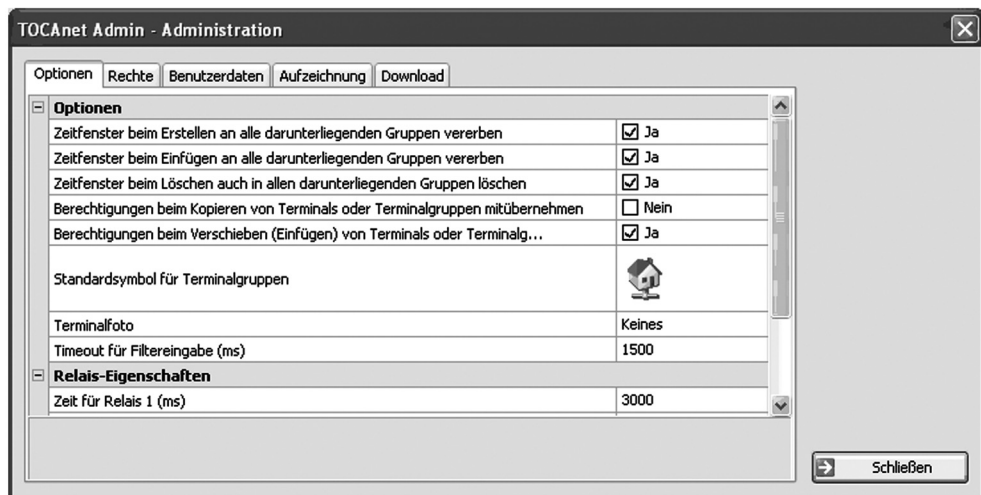 TOCAnet Admin - Administration
Optionen Rechte Benutzerdaten Aufzeichnung Download
Optionen
Zeitfenster beim Erstellen an alle darunterliegenden Gruppen vererben Ja
Zeitfenster beim Einfügen an alle darunterliegenden Gruppen vererben Ja
Zeitfenster beim Löschen auch in allen darunterliegenden Gruppen löschen Ja
Berechtigungen beim Kopieren von Terminals oder Terminalgruppen mitübernehmen Nein
Berechtigungen beim Verschieben (Einfügen) von Terminals oder Terminalg... Ja
Standardsymbol für Terminalgruppen
Terminalfoto Keines
Timeout für Filtereingabe (ms) 1500
Relais-Eigenschaften
Zeit für Relais 1 (ms) 3000
Schließen